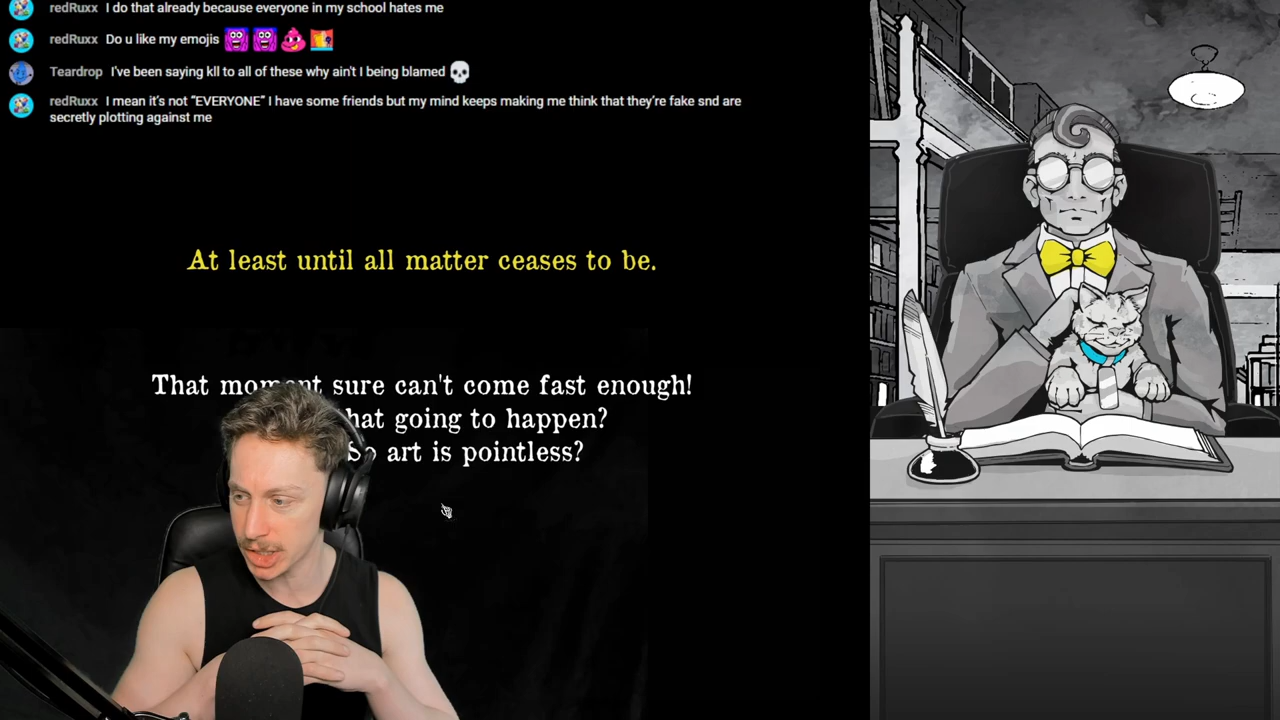 redRuxx I do that already because everyone in my school hates me
redRuxx Do u like my emojis
Teardrop I've been saying kll to all of these why ain't I being blamed
redRuxx I mean it's not “EVERYONE” I have some friends but my mind keeps making me think that they're fake snd are
secretly plotting against me
At least until all matter ceases to be.
That moment sure can't come fast enough!
going to happen?
So art is pointless?